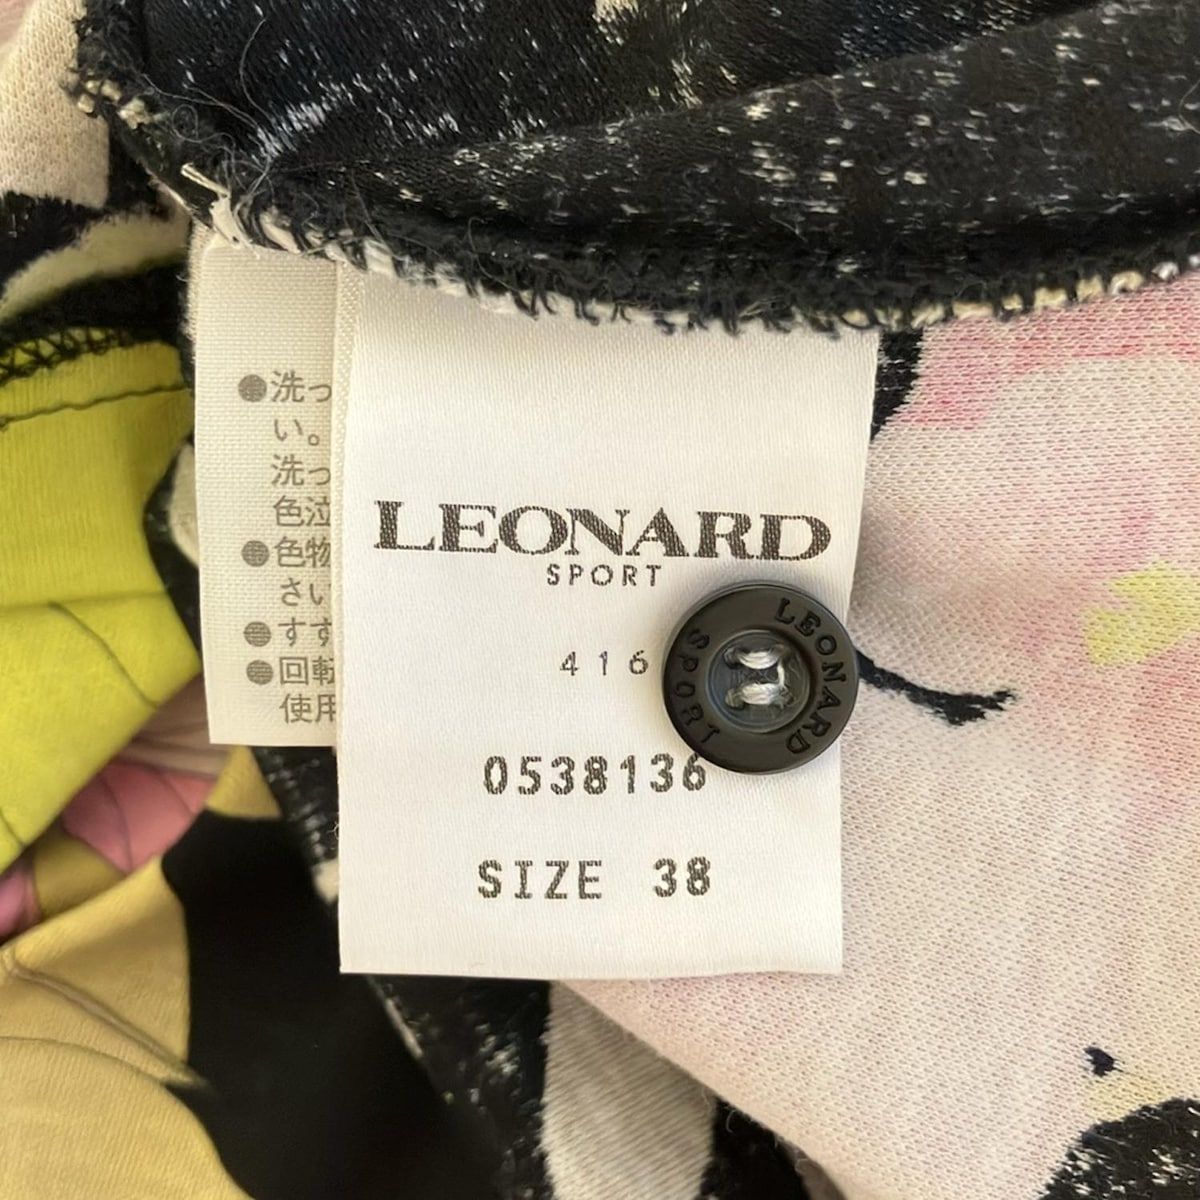 ●洗っ
い。
洗っ
色泣
●色物
さい
●すす
●回転
使用
LEONARD
SPORT
416
0538136
SIZE 38
LEONARD
SPORT